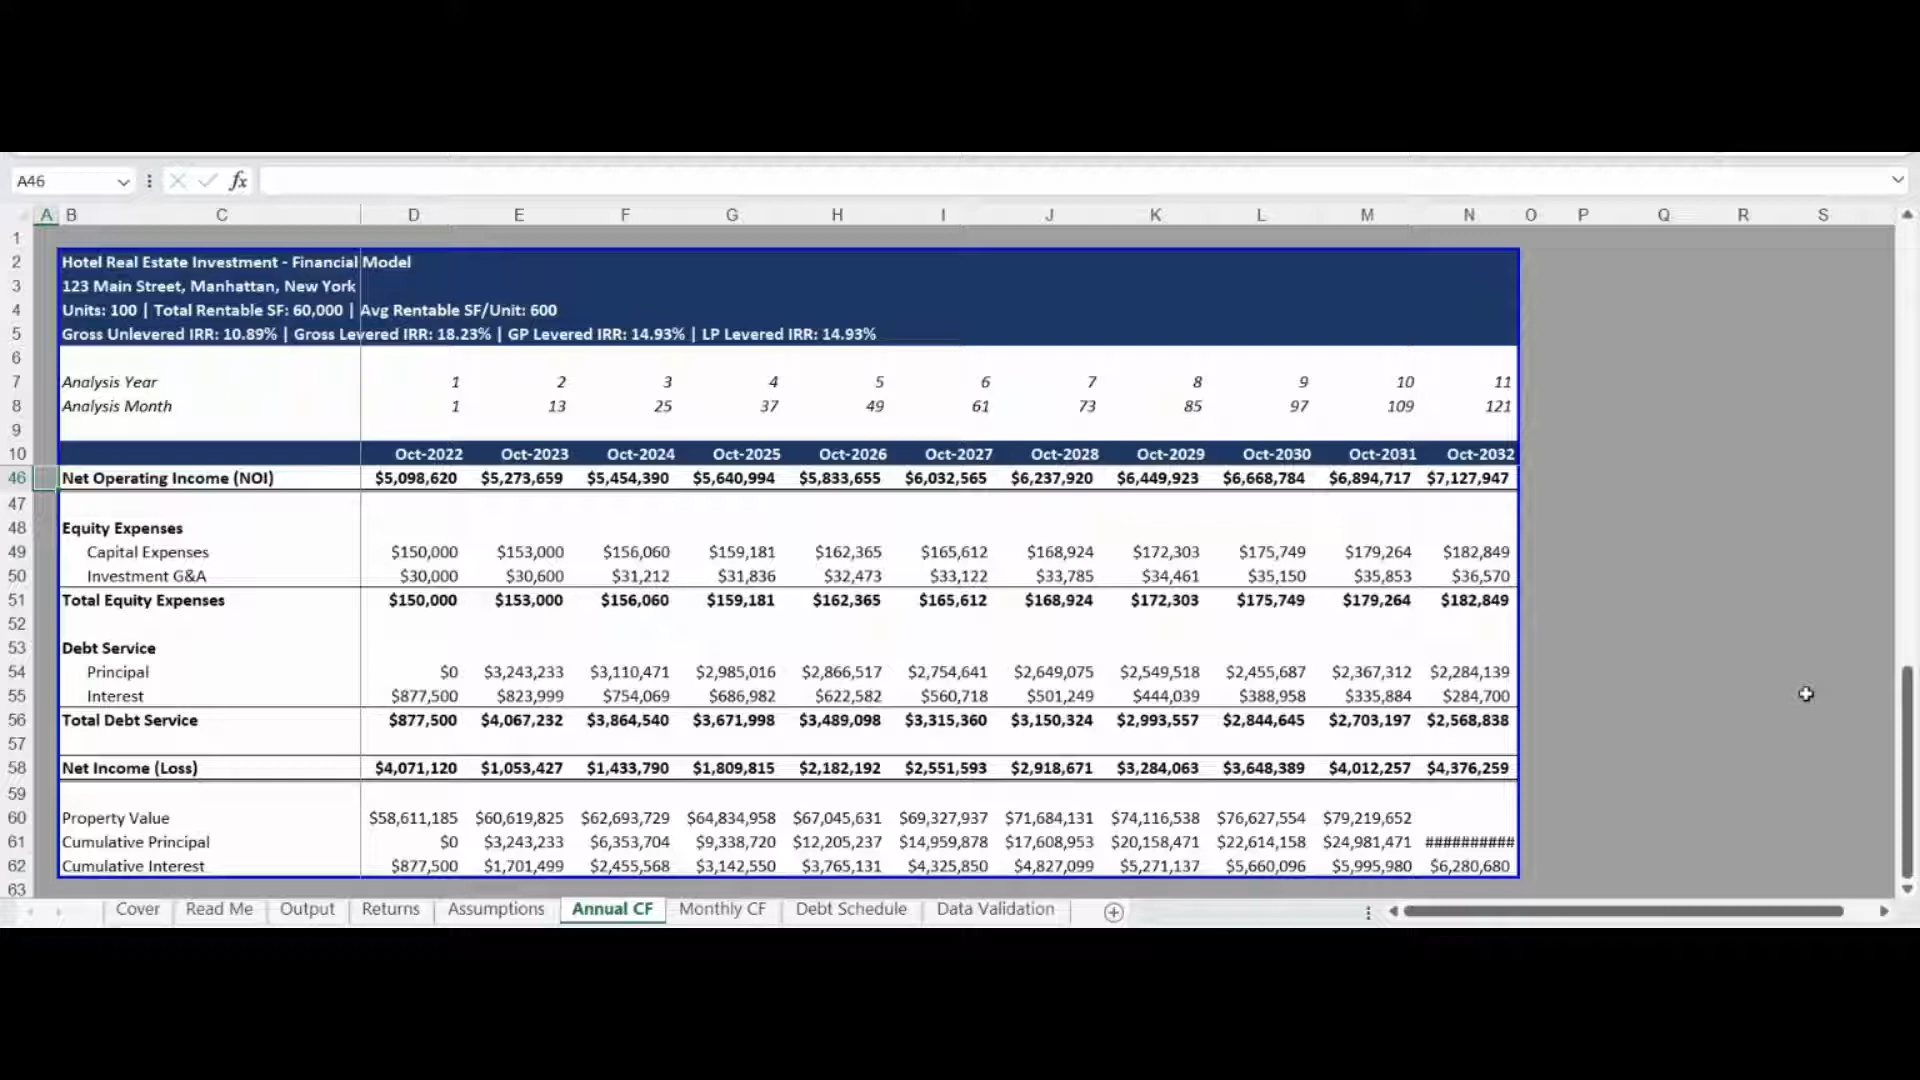 A46 fx
A B C D E F G H I J K L M N O P Q R S
1
2 Hotel Real Estate Investment - Financial Model
3 123 Main Street, Manhattan, New York
4 Units: 100 | Total Rentable SF: 60,000 | Avg Rentable SF/Unit: 600
5 Gross Unlevered IRR: 10.89% | Gross Levered IRR: 18.23% | GP Levered IRR: 14.93% | LP Levered IRR: 14.93%
6
7 Analysis Year 1 2 3 4 5 6 7 8 9 10 11
8 Analysis Month 1 13 25 37 49 61 73 85 97 109 121
9
10 Oct-2022 Oct-2023 Oct-2024 Oct-2025 Oct-2026 Oct-2027 Oct-2028 Oct-2029 Oct-2030 Oct-2031 Oct-2032
46 Net Operating Income (NOI) $5,098,620 $5,273,659 $5,454,390 $5,640,994 $5,833,655 $6,032,565 $6,237,920 $6,449,923 $6,668,784 $6,894,717 $7,127,947
47
48 Equity Expenses
49 Capital Expenses $150,000 $153,000 $156,060 $159,181 $162,365 $165,612 $168,924 $172,303 $175,749 $179,264 $182,849
50 Investment G&A $30,000 $30,600 $31,212 $31,836 $32,473 $33,122 $33,785 $34,461 $35,150 $35,853 $36,570
51 Total Equity Expenses $150,000 $153,000 $156,060 $159,181 $162,365 $165,612 $168,924 $172,303 $175,749 $179,264 $182,849
52
53 Debt Service
54 Principal $0 $3,243,233 $3,110,471 $2,985,016 $2,866,517 $2,754,641 $2,649,075 $2,549,518 $2,455,687 $2,367,312 $2,284,139
55 Interest $877,500 $823,999 $754,069 $686,982 $622,582 $560,718 $501,249 $444,039 $388,958 $335,884 $284,700
56 Total Debt Service $877,500 $4,067,232 $3,864,540 $3,671,998 $3,489,098 $3,315,360 $3,150,324 $2,993,557 $2,844,645 $2,703,197 $2,568,838
57
58 Net Income (Loss) $4,071,120 $1,053,427 $1,433,790 $1,809,815 $2,182,192 $2,551,593 $2,918,671 $3,284,063 $3,648,389 $4,012,257 $4,376,259
59
60 Property Value $58,611,185 $60,619,825 $62,693,729 $64,834,958 $67,045,631 $69,327,937 $71,684,131 $74,116,538 $76,627,554 $79,219,652
61 Cumulative Principal $0 $3,243,233 $6,353,704 $9,338,720 $12,205,237 $14,959,878 $17,608,953 $20,158,471 $22,614,158 $24,981,471 ##########
62 Cumulative Interest $877,500 $1,701,499 $2,455,568 $3,142,550 $3,765,131 $4,325,850 $4,827,099 $5,271,137 $5,660,096 $5,995,980 $6,280,680
63
Cover Read Me Output Returns Assumptions Annual CF Monthly CF Debt Schedule Data Validation